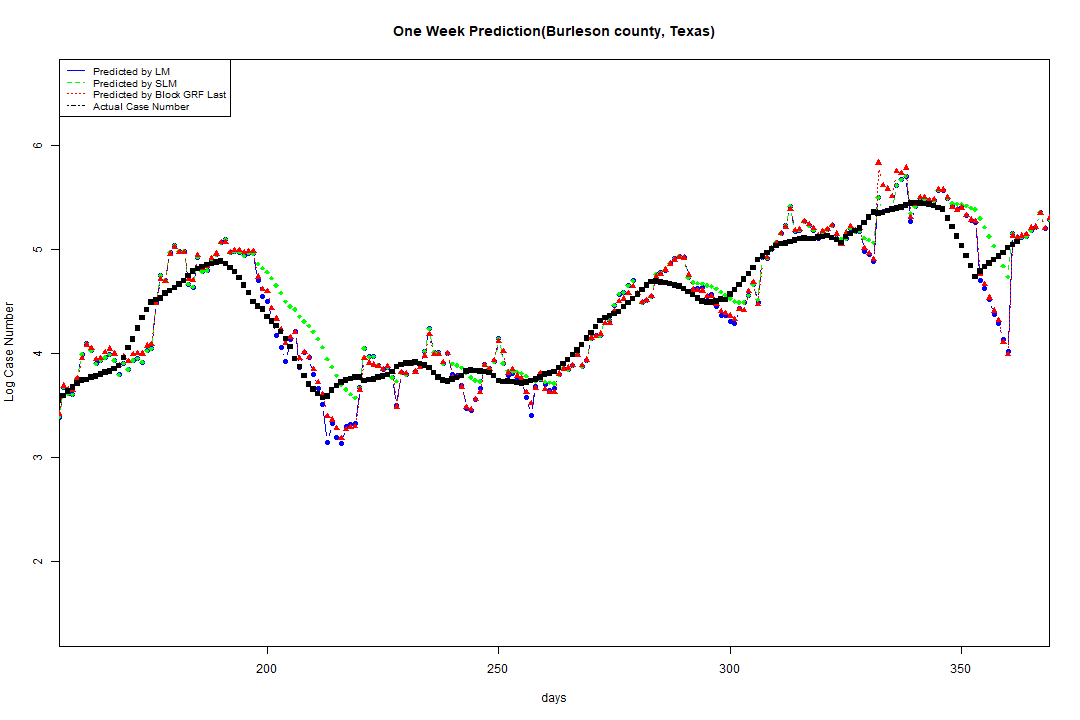 One Week Prediction(Burleson county, Texas)
Predicted by LM
Predicted by SLM
Predicted by Block GRF Last
Actual Case Number
6
5
4
3
2
Log Case Number
200 250 300 350
days